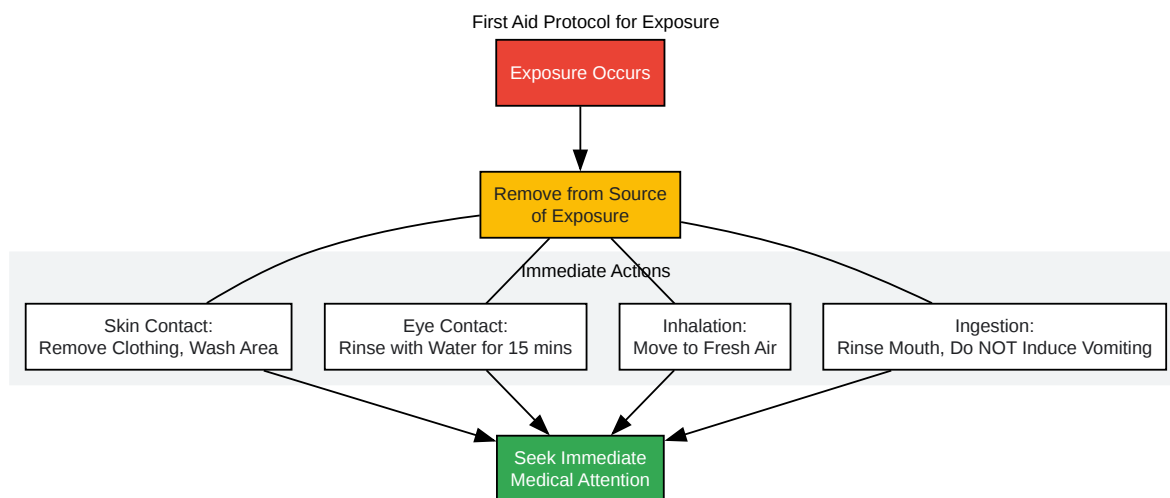 First Aid Protocol for Exposure
Exposure Occurs
Remove from Source
of Exposure
Immediate Actions
Skin Contact:
Remove Clothing, Wash Area
Eye Contact:
Rinse with Water for 15 mins
Inhalation:
Move to Fresh Air
Ingestion:
Rinse Mouth, Do NOT Induce Vomiting
Seek Immediate
Medical Attention